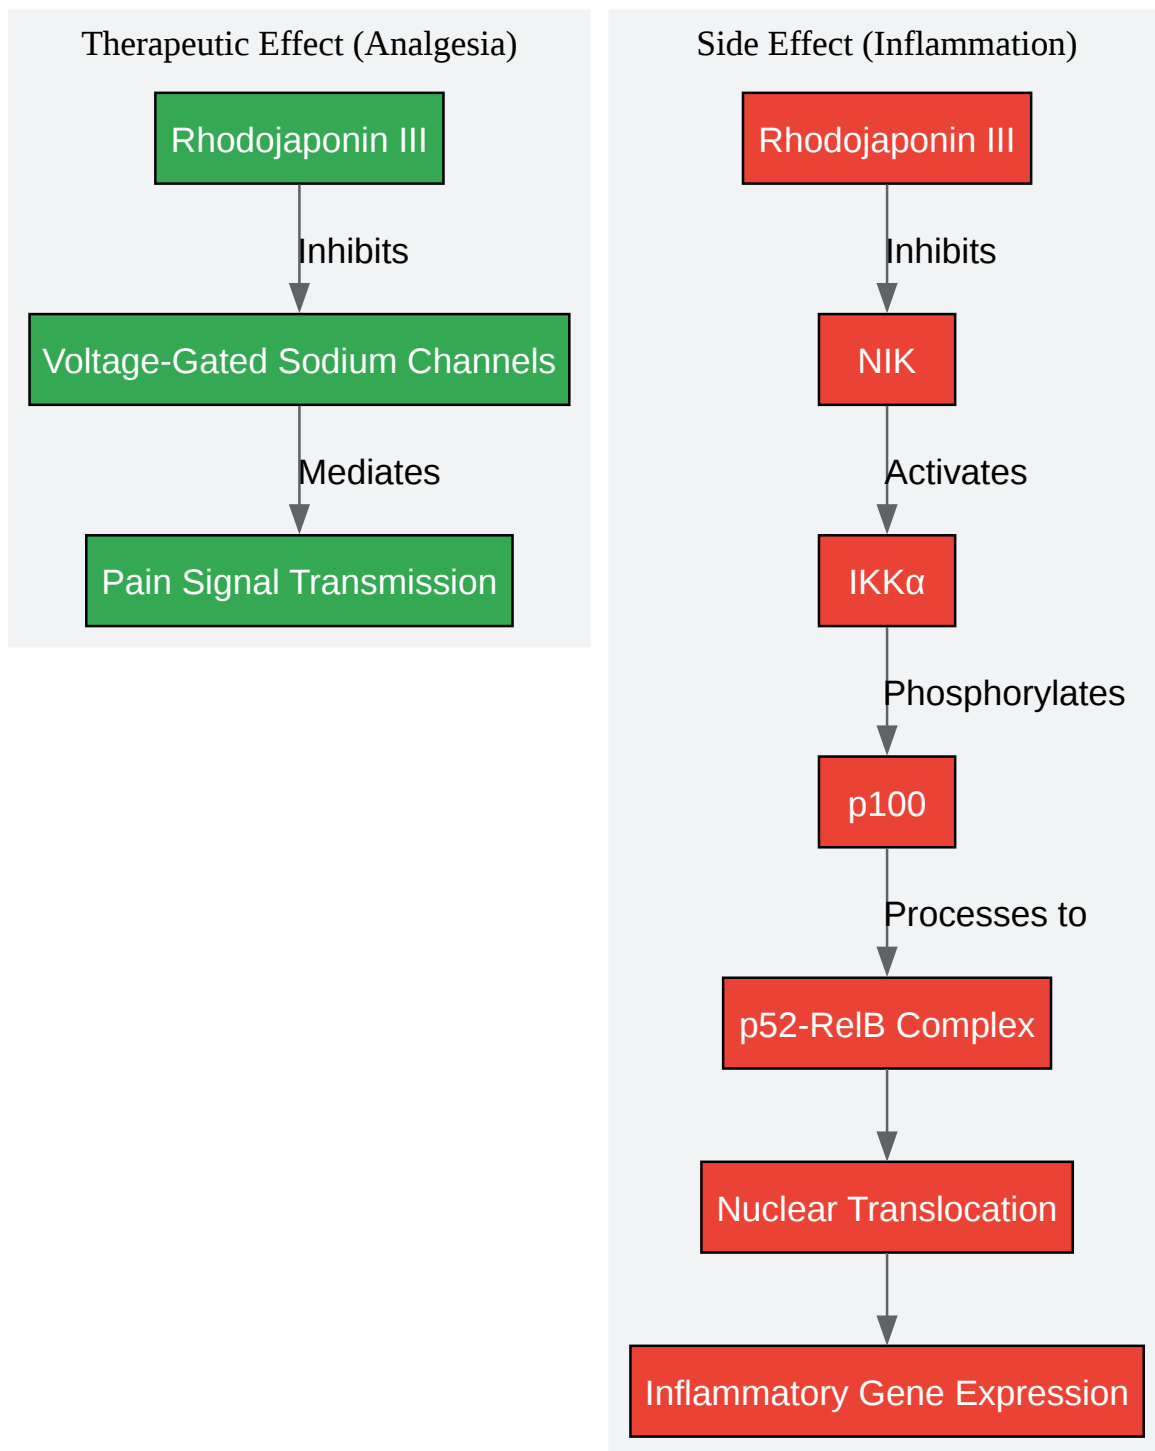 Therapeutic Effect (Analgesia)
Rhodojaponin III
Inhibits
Voltage-Gated Sodium Channels
Mediates
Pain Signal Transmission
Side Effect (Inflammation)
Rhodojaponin III
Inhibits
NIK
Activates
IKKα
Phosphorylates
p100
Processes to
p52-RelB Complex
Nuclear Translocation
Inflammatory Gene Expression